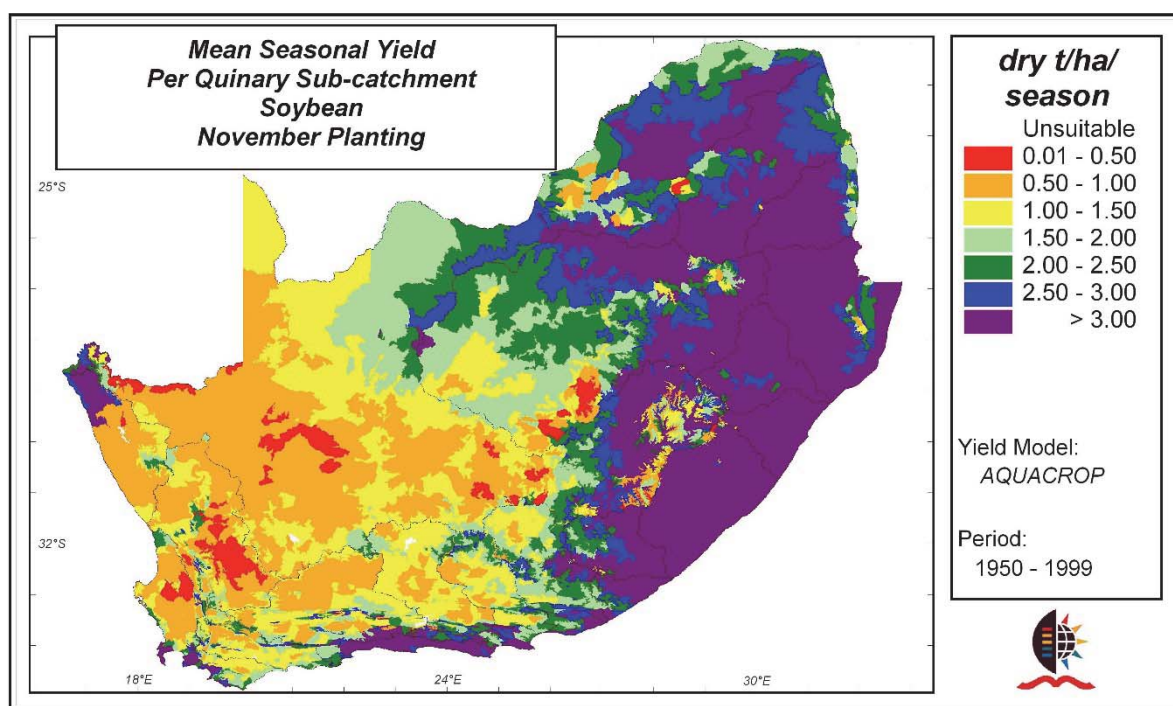 Mean Seasonal Yield
Per Quinary Sub-catchment
Soybean
November Planting
dry t/ha/
season
Unsuitable
0.01 - 0.50
0.50 - 1.00
1.00 - 1.50
1.50 - 2.00
2.00 - 2.50
2.50 - 3.00
> 3.00
Yield Model:
AQUACROP
Period:
1950 - 1999
25°S
32°S
18°E
24°E
30°E